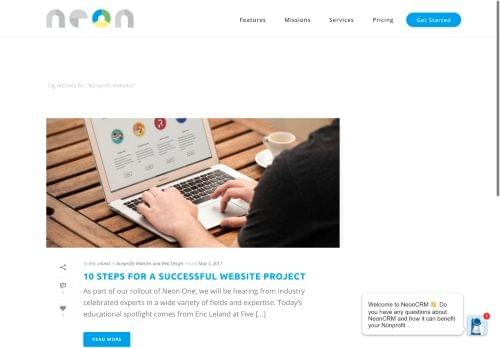 neon
Features
Missions
Services
Pricing
Get Started
Tag Archives for: "Nonprofit Websites"
by Eric Leland in Nonprofit Websites and Web Design Posted May 3, 2017
10 STEPS FOR A SUCCESSFUL WEBSITE PROJECT
As part of our rollout of Neon One, we will be hearing from industry
celebrated experts in a wide variety of fields and expertise. Today's
educational spotlight comes from Eric Leland at Five [...]
READ MORE
Welcome to NeonCRM 👋 Do
you have any questions about
NeonCRM and how it can benefit
your Nonprofit ...
1